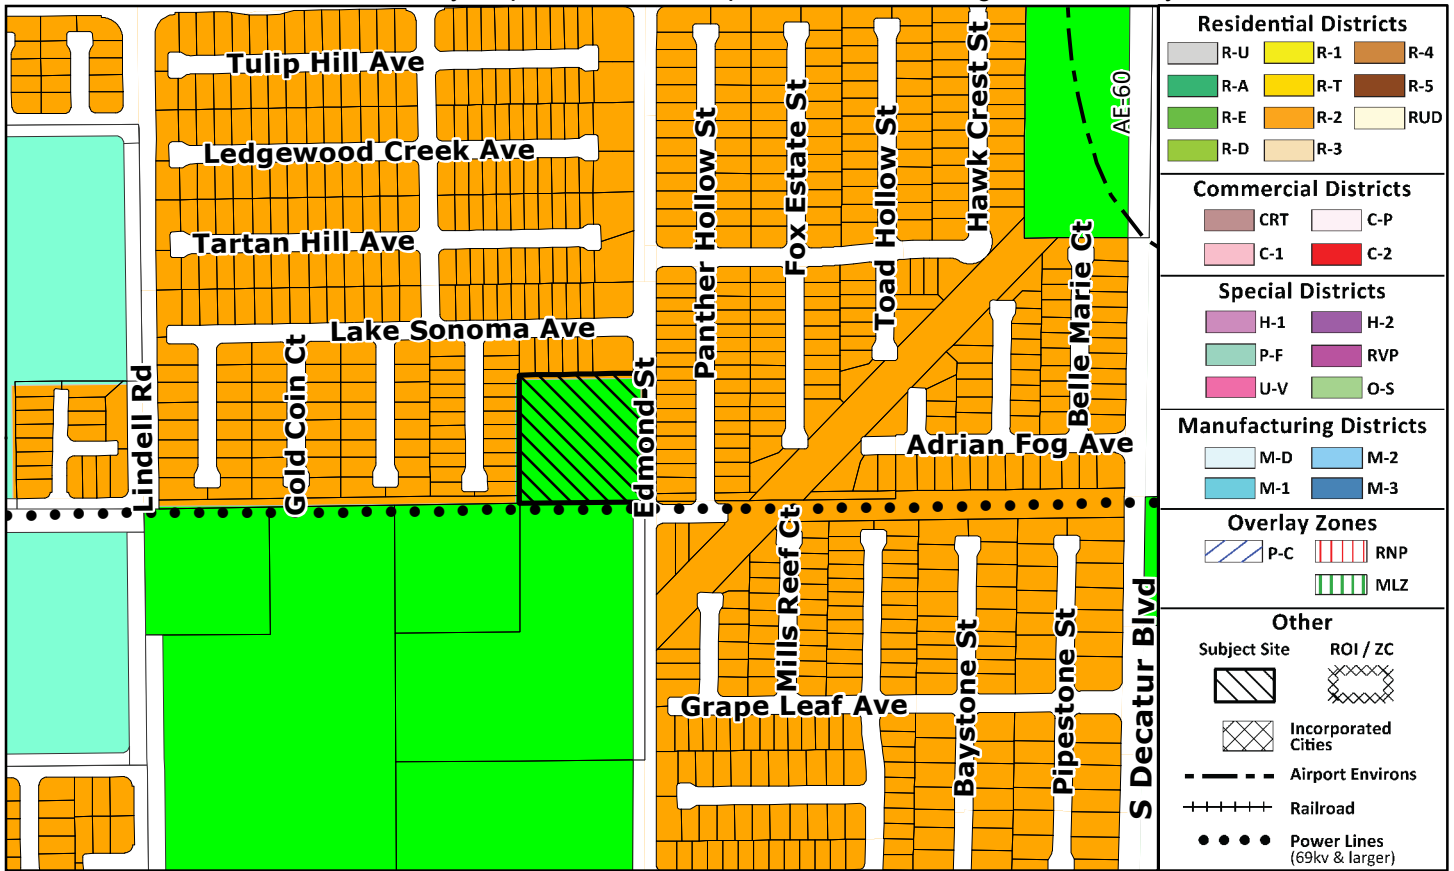 Tulip Hill Ave
Ledgewood Creek Ave
Tartan Hill Ave
Lake Sonoma Ave
Lindell Rd
Gold Coin Ct
Edmond St
Panther Hollow St
Fox Estate St
Toad Hollow St
Hawk Crest St
AE-60
Belle Marie Ct
Adrian Fog Ave
Mills Reef Ct
Grape Leaf Ave
Baystone St
Pipestone St
S Decatur Blvd
Residential Districts
R-U R-1 R-4
R-A R-T R-5
R-E R-2 RUD
R-D R-3
Commercial Districts
CRT C-P
C-1 C-2
Special Districts
H-1 H-2
P-F RVP
U-V O-S
Manufacturing Districts
M-D M-2
M-1 M-3
Overlay Zones
P-C RNP
MLZ
Other
Subject Site ROI / ZC
Incorporated
Cities
Airport Environs
Railroad
Power Lines
(69kv & larger)